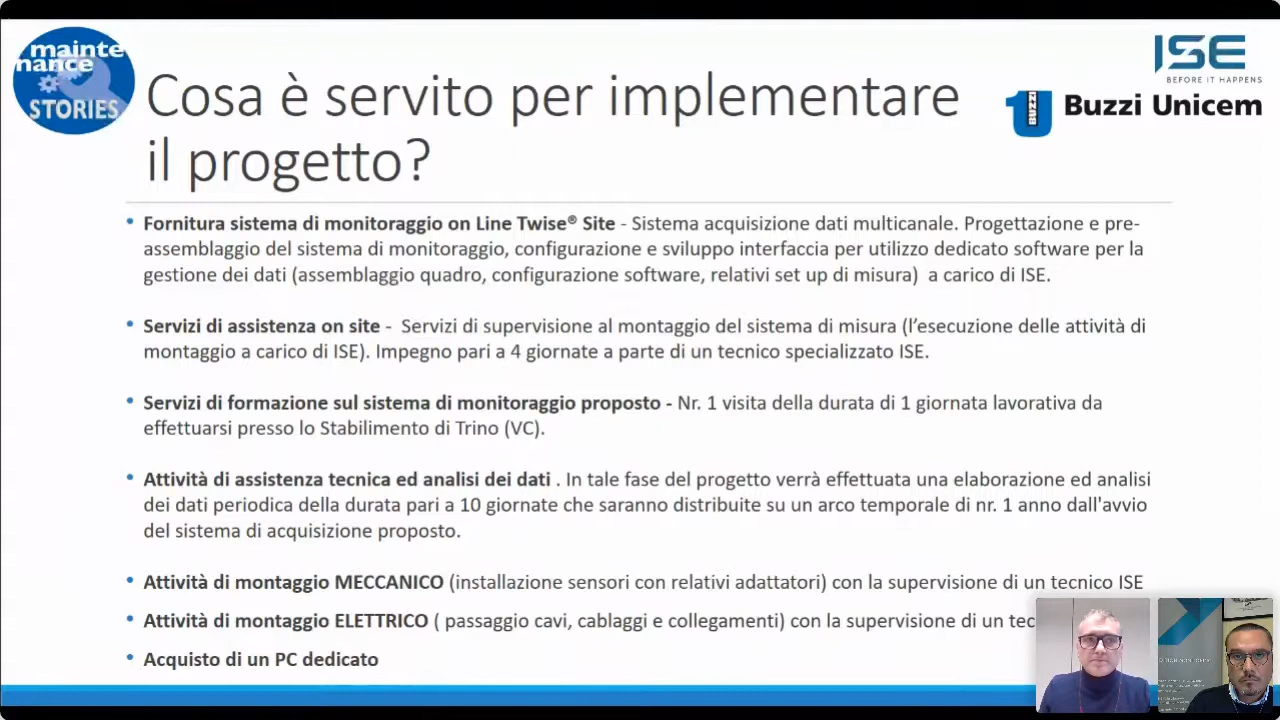 mainte
nance
STORIES
Cosa è servito per implementare
il progetto?
ISE
BEFORE IT HAPPENS
BUZZI
Buzzi Unicem
• Fornitura sistema di monitoraggio on Line Twise® Site - Sistema acquisizione dati multicanale. Progettazione e pre-
assemblaggio del sistema di monitoraggio, configurazione e sviluppo interfaccia per utilizzo dedicato software per la
gestione dei dati (assemblaggio quadro, configurazione software, relativi set up di misura) a carico di ISE.
• Servizi di assistenza on site - Servizi di supervisione al montaggio del sistema di misura (l'esecuzione delle attività di
montaggio a carico di ISE). Impegno pari a 4 giornate a parte di un tecnico specializzato ISE.
• Servizi di formazione sul sistema di monitoraggio proposto - Nr. 1 visita della durata di 1 giornata lavorativa da
effettuarsi presso lo Stabilimento di Trino (VC).
• Attività di assistenza tecnica ed analisi dei dati . In tale fase del progetto verrà effettuata una elaborazione ed analisi
dei dati periodica della durata pari a 10 giornate che saranno distribuite su un arco temporale di nr. 1 anno dall'avvio
del sistema di acquisizione proposto.
• Attività di montaggio MECCANICO (installazione sensori con relativi adattatori) con la supervisione di un tecnico ISE
• Attività di montaggio ELETTRICO ( passaggio cavi, cablaggi e collegamenti) con la supervisione di un tec
• Acquisto di un PC dedicato